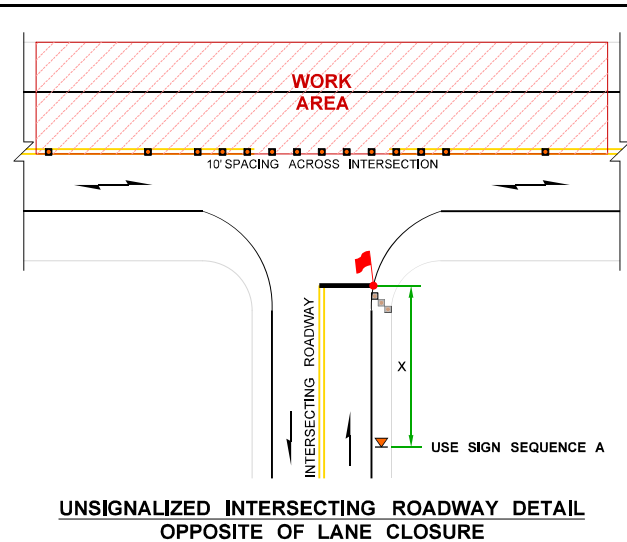 WORK
AREA
10' SPACING ACROSS INTERSECTION
INTERSECTING ROADWAY
X
USE SIGN SEQUENCE A
UNSIGNALIZED INTERSECTING ROADWAY DETAIL
OPPOSITE OF LANE CLOSURE